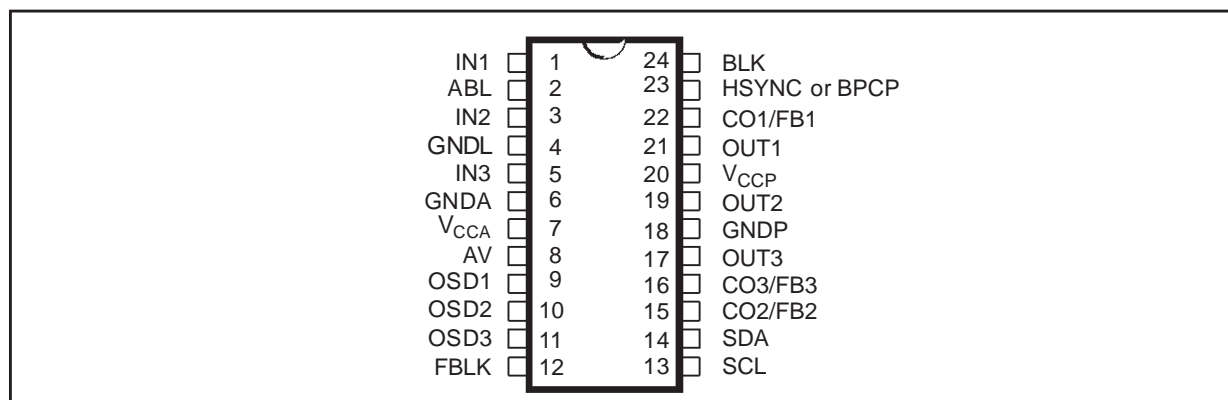 IN1 1 24 BLK
ABL 2 23 HSYNC or BPCP
IN2 3 22 CO1/FB1
GNDL 4 21 OUT1
IN3 5 20 VCCP
GNDA 6 19 OUT2
VCCA 7 18 GNDP
AV 8 17 OUT3
OSD1 9 16 CO3/FB3
OSD2 10 15 CO2/FB2
OSD3 11 14 SDA
FBLK 12 13 SCL